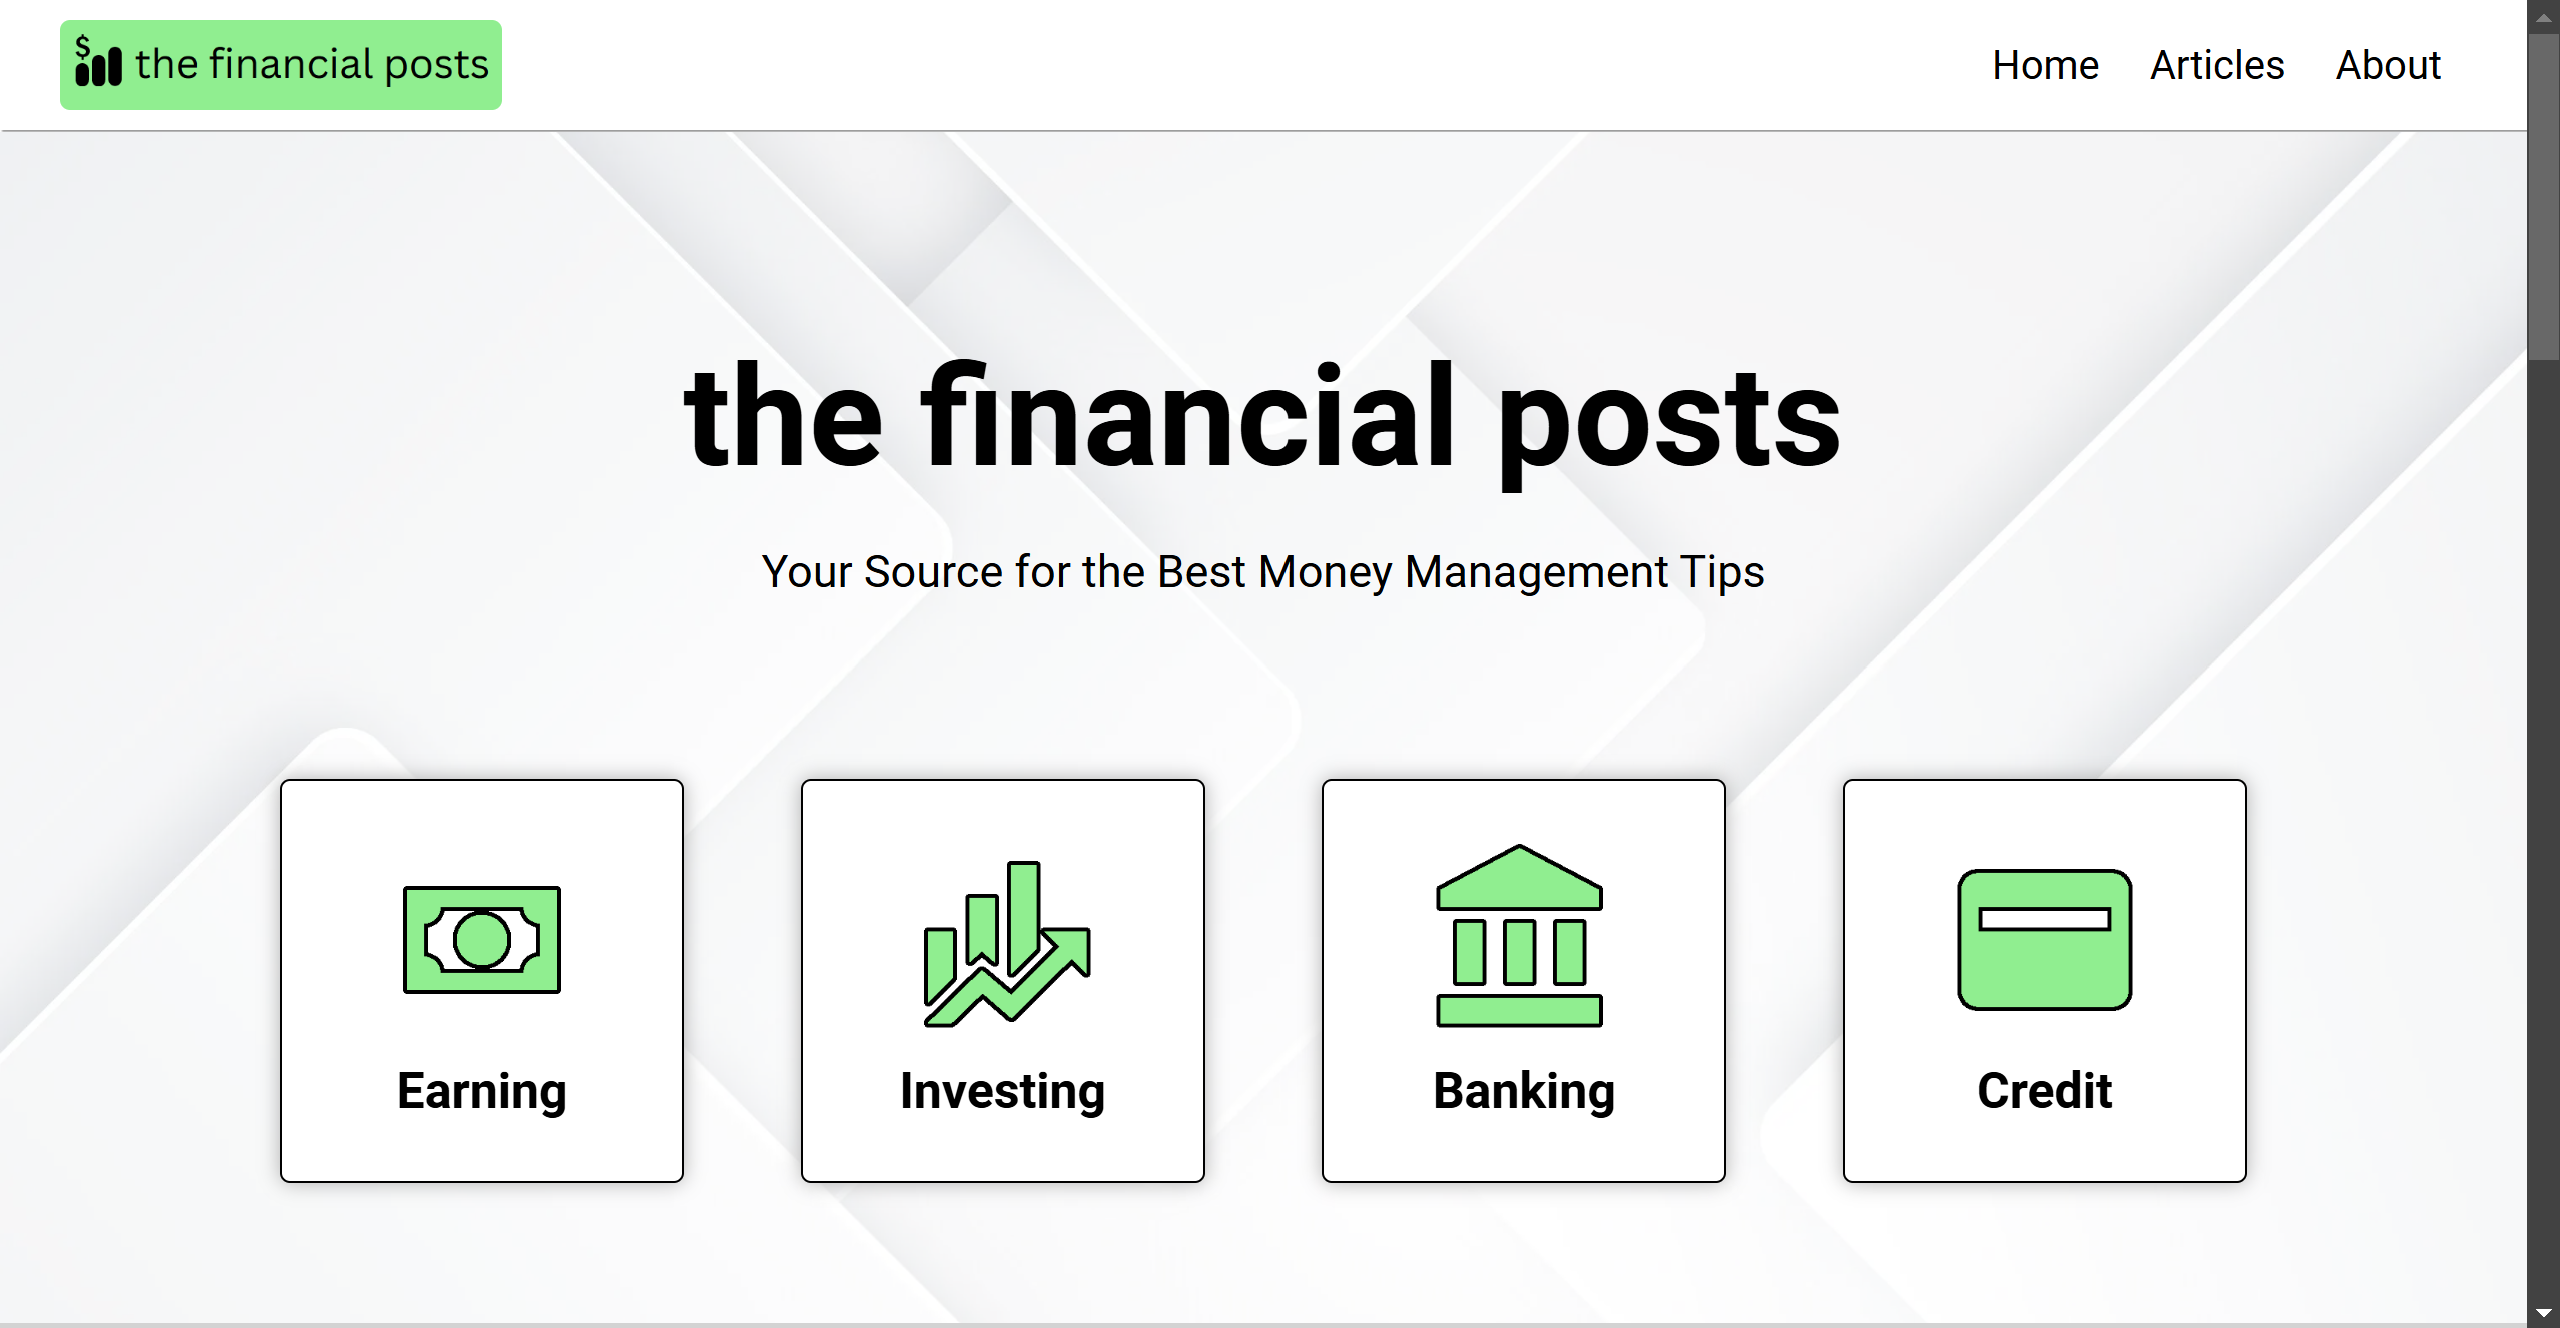 $ the financial posts
Home Articles About
the financial posts
Your Source for the Best Money Management Tips
Earning Investing Banking Credit